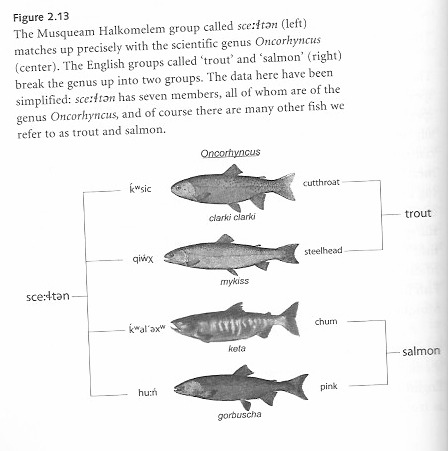 Figure 2.13
The Musqueam Halkomelem group called sce:ɬtən (left)
matches up precisely with the scientific genus Oncorhyncus
(center). The English groups called ‘trout’ and ‘salmon’ (right)
break the genus up into two groups. The data here have been
simplified: sce:ɬtən has seven members, all of whom are of the
genus Oncorhyncus, and of course there are many other fish we
refer to as trout and salmon.
Oncorhyncus
k̓ʷsic
cutthroat
clarki clarki
trout
qiw̓x
steelhead
mykiss
sce:ɬtən
k̓ʷal̓əxʷ
chum
keta
salmon
hu:n̓
pink
gorbuscha